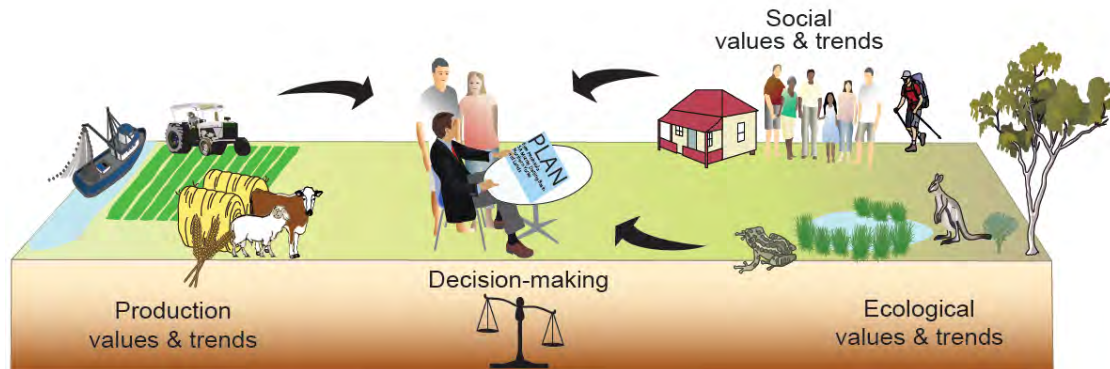 Social
values & trends
PLAN
Decision-making
Production
values & trends
Ecological
values & trends